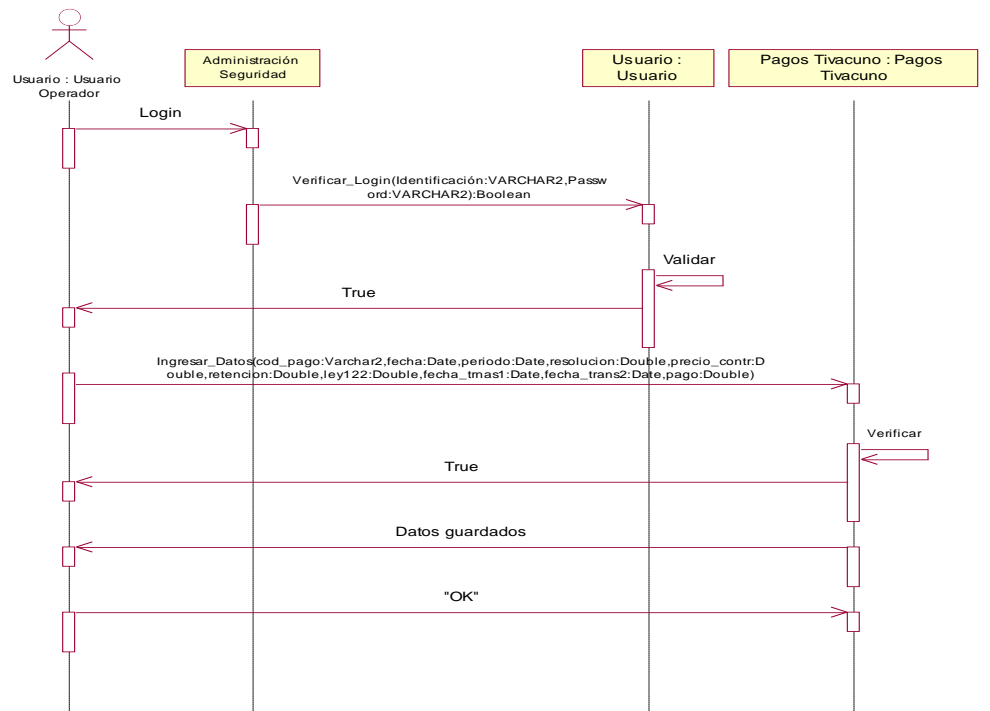 Usuario : Usuario
Operador
Administración
Seguridad
Usuario :
Usuario
Pagos Tivacuno : Pagos
Tivacuno
Login
Verificar_Login(Identificación:VARCHAR2,Passw
ord:VARCHAR2):Boolean
Validar
True
Ingresar_Datos(cod_pago:Varchar2,fecha:Date,periodo:Date,resolucion:Double,precio_contr:D
ouble,retencion:Double,ley122:Double,fecha_trnas1:Date,fecha_trans2:Date,pago:Double)
Verificar
True
Datos guardados
"OK"